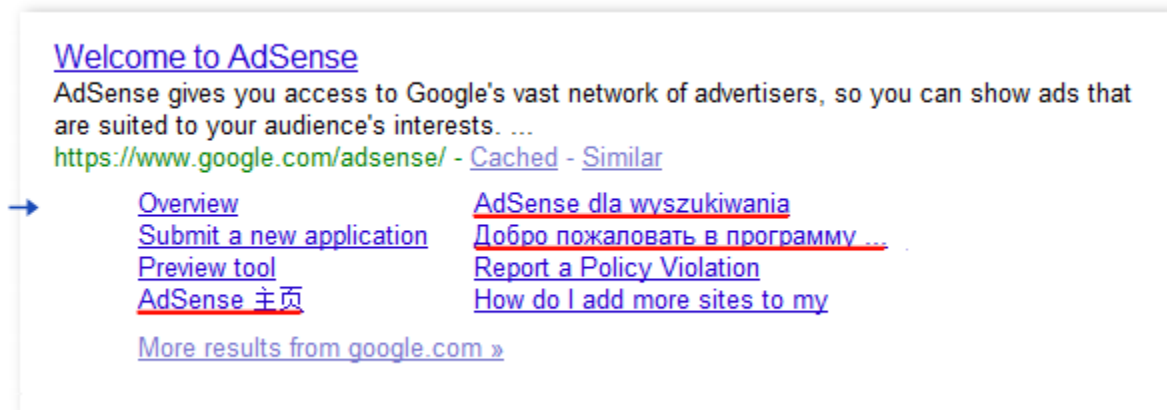 Welcome to AdSense
AdSense gives you access to Google's vast network of advertisers, so you can show ads that
are suited to your audience's interests. ...
https://www.google.com/adsense/ - Cached - Similar
Overview
Submit a new application
Preview tool
AdSense 主页
AdSense dla wyszukiwania
Добро пожаловать в программу ...
Report a Policy Violation
How do I add more sites to my
More results from google.com »